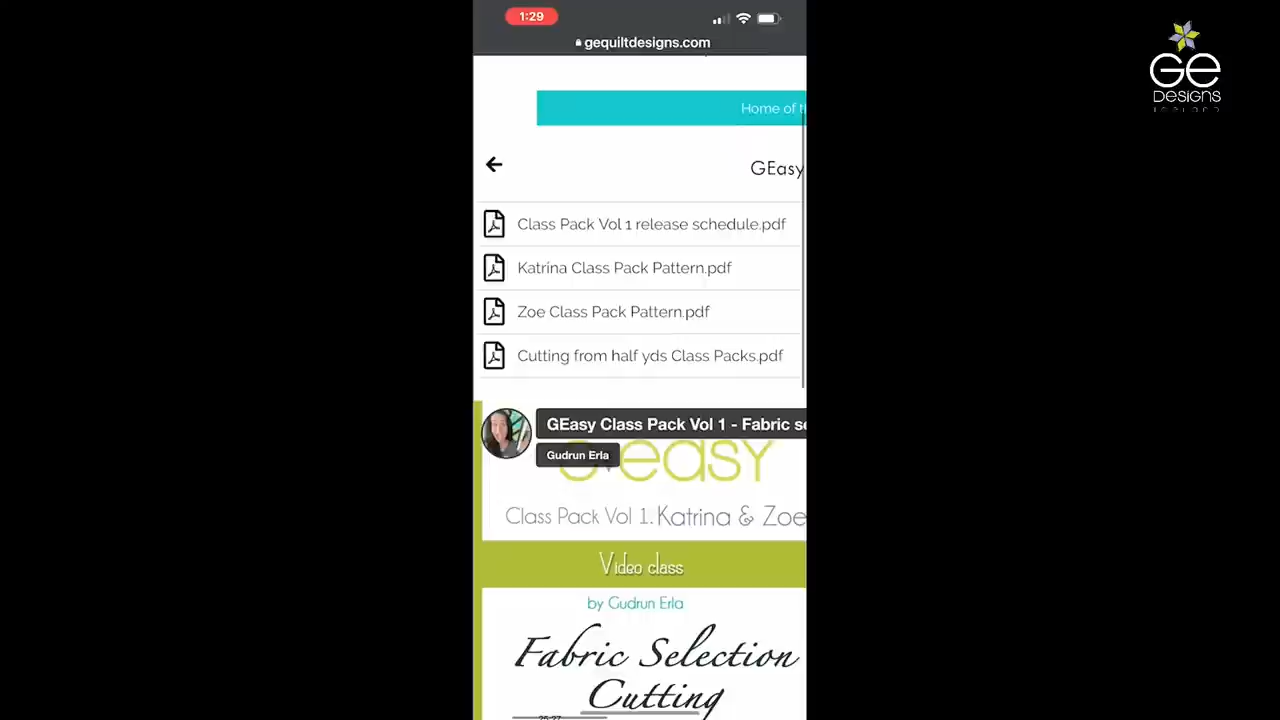 1:29
gequiltdesigns.com
GE
DESIGNS
ICELAND
Home of
GEasy
Class Pack Vol 1 release schedule.pdf
Katrina Class Pack Pattern.pdf
Zoe Class Pack Pattern.pdf
Cutting from half yds Class Packs.pdf
GEasy Class Pack Vol 1 - Fabric
Gudrun Erla
easy
Class Pack Vol 1. Katrina & Zoe
Video class
by Gudrun Erla
Fabric Selection
Cutting